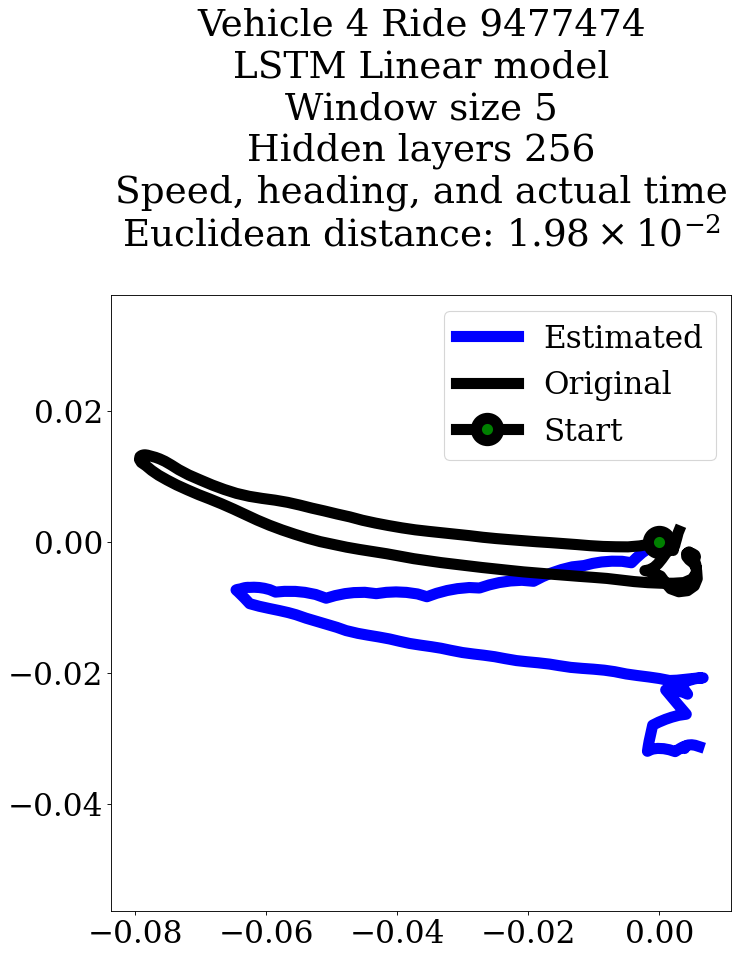 Vehicle 4 Ride 9477474
LSTM Linear model
Window size 5
Hidden layers 256
Speed, heading, and actual time
Euclidean distance: 1.98 × 10⁻²
Estimated
Original
Start
0.02
0.00
−0.02
−0.04
−0.08 −0.06 −0.04 −0.02 0.00